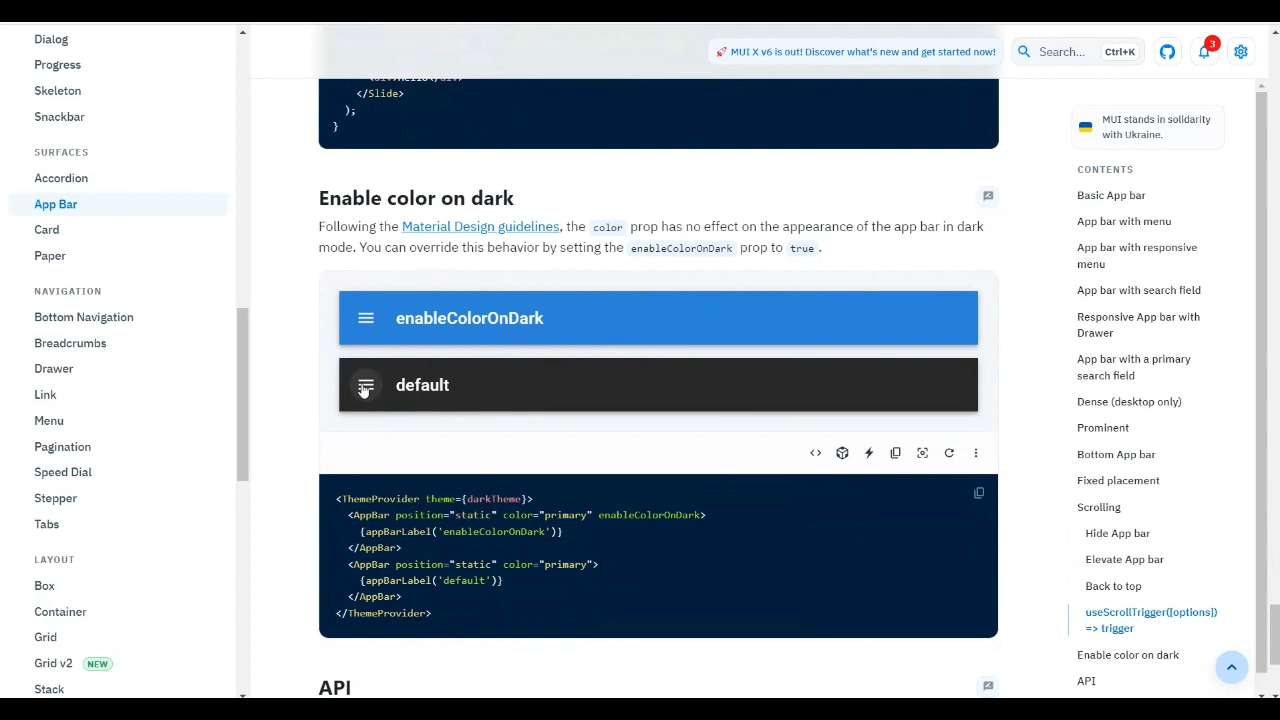 Dialog
Progress
Skeleton
Snackbar
SURFACES
Accordion
App Bar
Card
Paper
NAVIGATION
Bottom Navigation
Breadcrumbs
Drawer
Link
Menu
Pagination
Speed Dial
Stepper
Tabs
LAYOUT
Box
Container
Grid
Grid v2 NEW
Stack
🚀 MUI X v6 is out! Discover what's new and get started now!
Search... Ctrl+K
3
</Slide>
);
}
Enable color on dark
Following the Material Design guidelines, the color prop has no effect on the appearance of the app bar in dark
mode. You can override this behavior by setting the enableColorOnDark prop to true.
enableColorOnDark
default
<ThemeProvider theme={darkTheme}>
<AppBar position="static" color="primary" enableColorOnDark>
{appBarLabel('enableColorOnDark')}
</AppBar>
<AppBar position="static" color="primary">
{appBarLabel('default')}
</AppBar>
</ThemeProvider>
API
MUI stands in solidarity
with Ukraine.
CONTENTS
Basic App bar
App bar with menu
App bar with responsive
menu
App bar with search field
Responsive App bar with
Drawer
App bar with a primary
search field
Dense (desktop only)
Prominent
Bottom App bar
Fixed placement
Scrolling
Hide App bar
Elevate App bar
Back to top
useScrollTrigger([options])
=> trigger
Enable color on dark
API